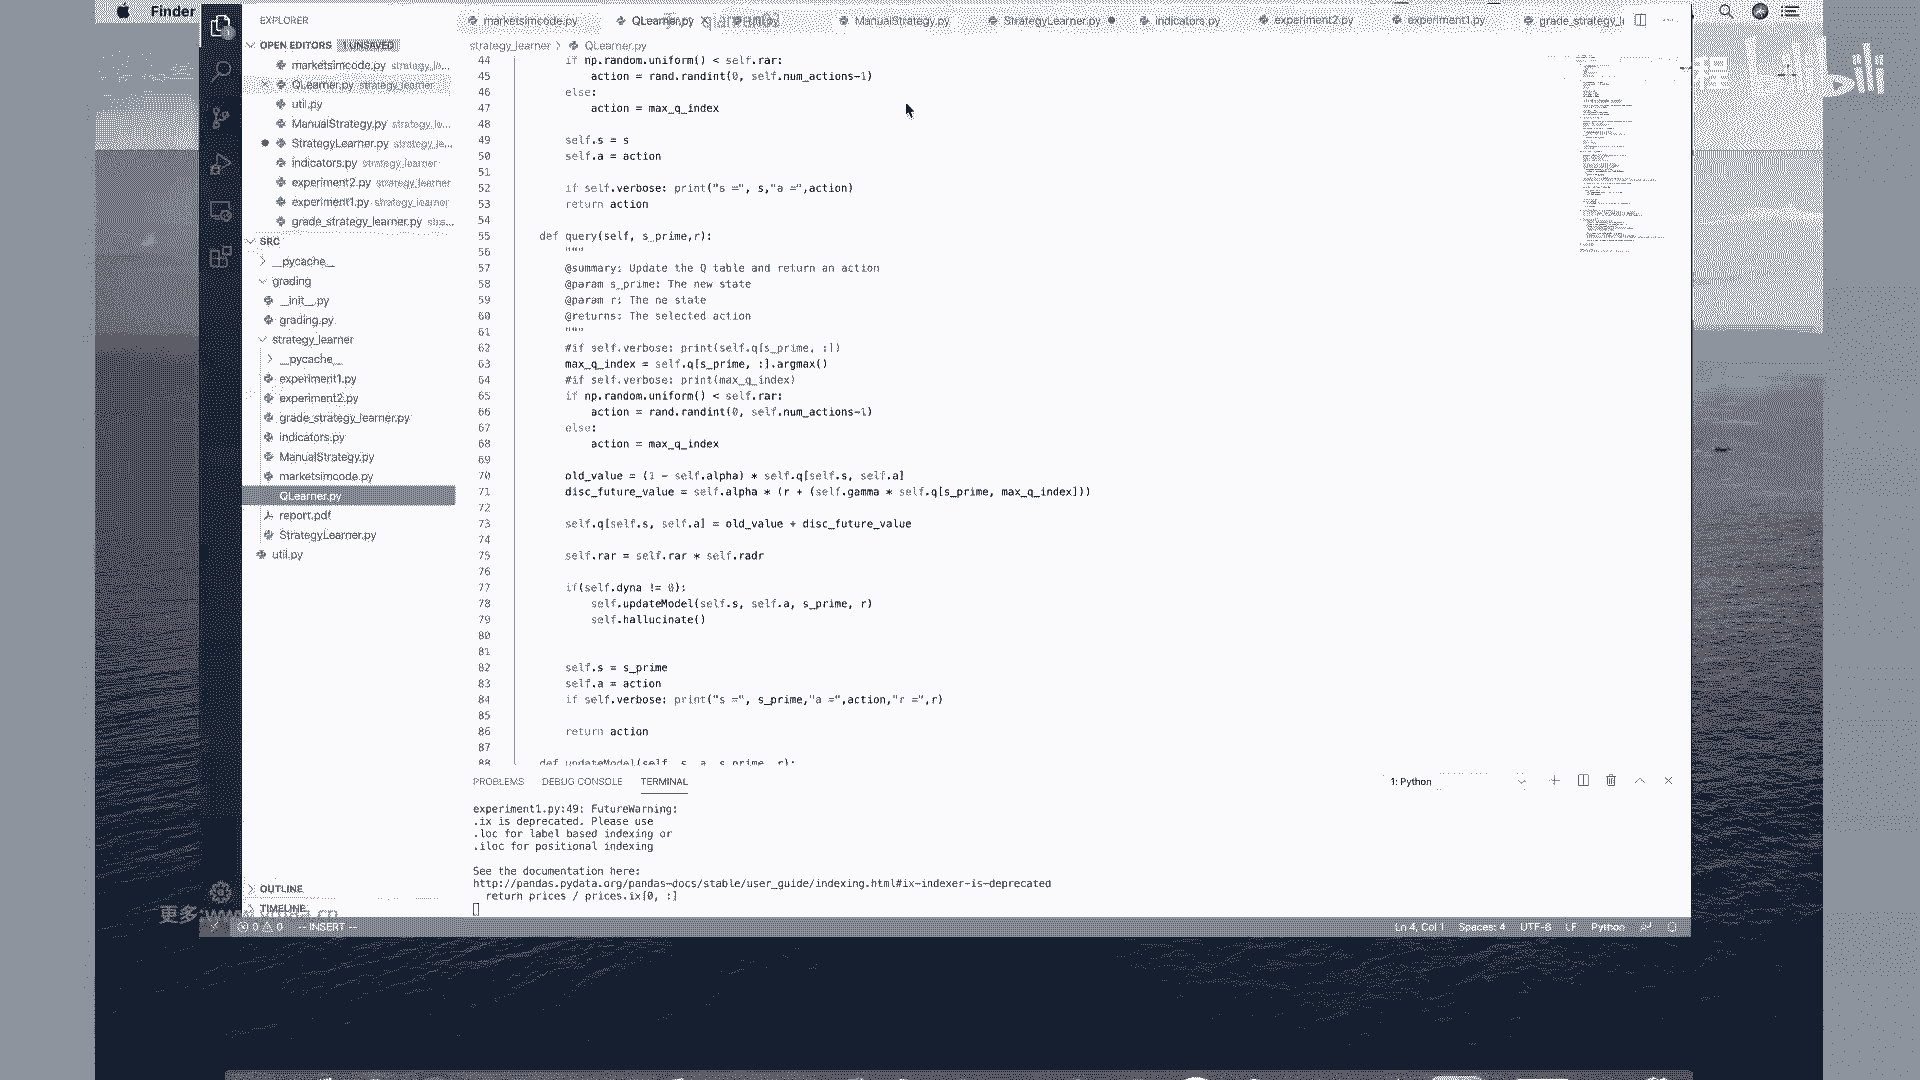 Finder
EXPLORER
OPEN EDITORS 1 UNSAVED
marketsimcode.py strategy_le...
QLearner.py strategy_learner
util.py
ManualStrategy.py strategy_le...
StrategyLearner.py strategy_le...
indicators.py strategy_learner
experiment2.py strategy_learner
experiment1.py strategy_learner
grade_strategy_learner.py stra...
SRC
__pycache__
grading
__init__.py
grading.py
strategy_learner
__pycache__
experiment1.py
experiment2.py
grade_strategy_learner.py
indicators.py
ManualStrategy.py
marketsimcode.py
QLearner.py
report.pdf
StrategyLearner.py
util.py
OUTLINE
TIMELINE
marketsimcode.py QLearner.py ManualStrategy.py StrategyLearner.py indicators.py experiment2.py experiment1.py grade_strategy_l
strategy_learner > QLearner.py
44 if np.random.uniform() < self.rar:
45 action = rand.randint(0, self.num_actions-1)
46 else:
47 action = max_q_index
48
49 self.s = s
50 self.a = action
51
52 if self.verbose: print("s =", s,"a =",action)
53 return action
54
55 def query(self, s_prime,r):
56 """
57 @summary: Update the Q table and return an action
58 @param s_prime: The new state
59 @param r: The ne state
60 @returns: The selected action
61 """
62 #if self.verbose: print(self.q[s_prime, :])
63 max_q_index = self.q[s_prime, :].argmax()
64 #if self.verbose: print(max_q_index)
65 if np.random.uniform() < self.rar:
66 action = rand.randint(0, self.num_actions-1)
67 else:
68 action = max_q_index
69
70 old_value = (1 - self.alpha) * self.q[self.s, self.a]
71 disc_future_value = self.alpha * (r + (self.gamma * self.q[s_prime, max_q_index]))
72
73 self.q[self.s, self.a] = old_value + disc_future_value
74
75 self.rar = self.rar * self.radr
76
77 if(self.dyna != 0):
78 self.updateModel(self.s, self.a, s_prime, r)
79 self.hallucinate()
80
81
82 self.s = s_prime
83 self.a = action
84 if self.verbose: print("s =", s_prime,"a =",action,"r =",r)
85
86 return action
87
88 def updateModel(self, s, a, s_prime, r):
PROBLEMS DEBUG CONSOLE TERMINAL 1: Python
experiment1.py:49: FutureWarning:
.ix is deprecated. Please use
.loc for label based indexing or
.iloc for positional indexing
See the documentation here:
http://pandas.pydata.org/pandas-docs/stable/user_guide/indexing.html#ix-indexer-is-deprecated
return prices / prices.ix[0, :]
0 0 -- INSERT -- Ln 4, Col 1 Spaces: 4 UTF-8 LF Python
程 bilibili
更多: